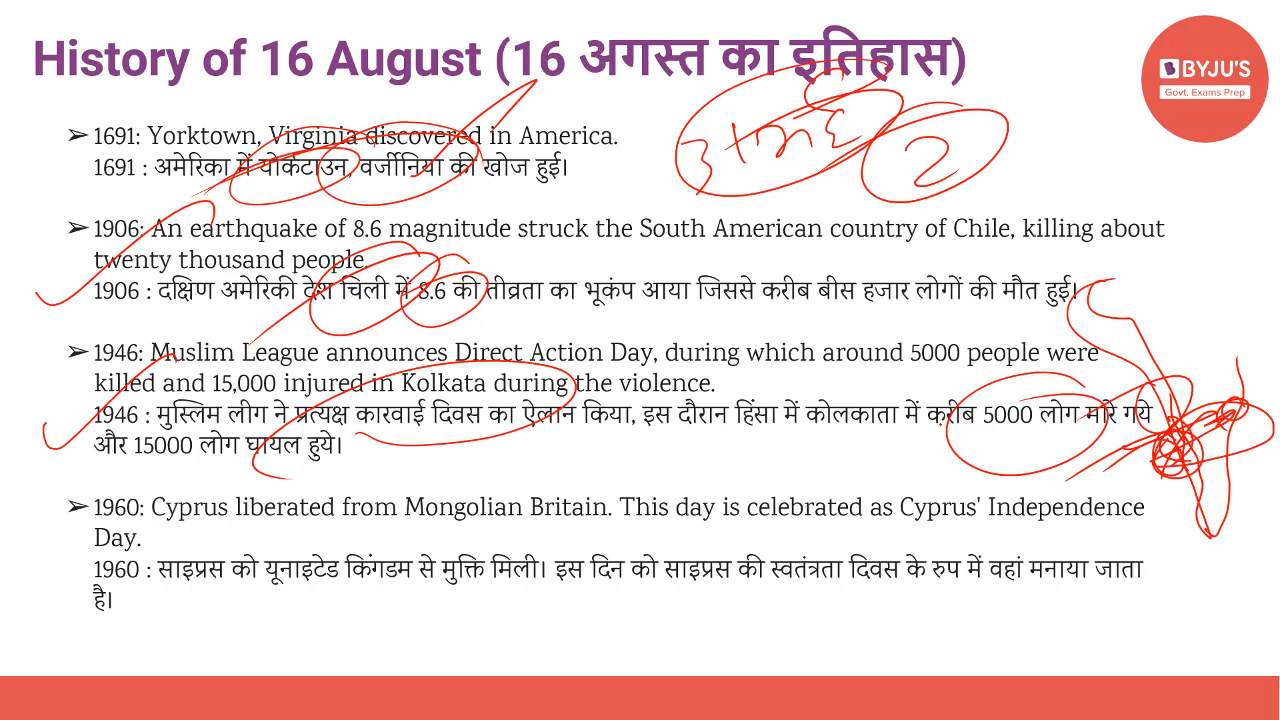 History of 16 August (16 अगस्त का इतिहास)
BYJU'S
Govt. Exams Prep
➢ 1691: Yorktown, Virginia discovered in America.
1691 : अमेरिका में योर्कटाउन, वर्जीनिया की खोज हुई।
➢ 1906: An earthquake of 8.6 magnitude struck the South American country of Chile, killing about
twenty thousand people.
1906 : दक्षिण अमेरिकी देश चिली में 8.6 की तीव्रता का भूकंप आया जिससे करीब बीस हजार लोगों की मौत हुई।
➢ 1946: Muslim League announces Direct Action Day, during which around 5000 people were
killed and 15,000 injured in Kolkata during the violence.
1946 : मुस्लिम लीग ने प्रत्यक्ष कारवाई दिवस का ऐलान किया, इस दौरान हिंसा में कोलकाता में क़रीब 5000 लोग मारे गये
और 15000 लोग घायल हुये।
➢ 1960: Cyprus liberated from Mongolian Britain. This day is celebrated as Cyprus' Independence
Day.
1960 : साइप्रस को यूनाइटेड किंगडम से मुक्ति मिली। इस दिन को साइप्रस की स्वतंत्रता दिवस के रुप में वहां मनाया जाता
है।
2